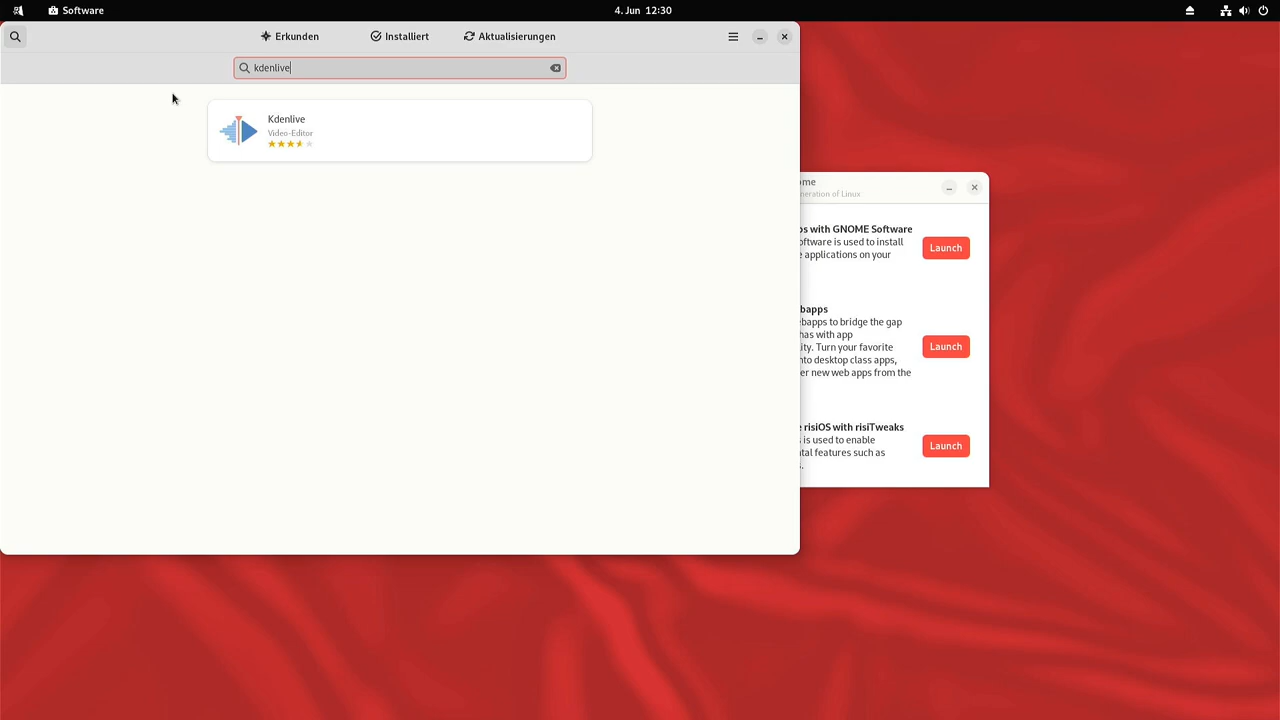 Software
4. Jun 12:30
Erkunden
Installiert
Aktualisierungen
kdenlive
Kdenlive
Video-Editor
ome
neration of Linux
os with GNOME Software
oftware is used to install
e applications on your
Launch
bapps
ebapps to bridge the gap
has with app
ity. Turn your favorite
nto desktop class apps,
er new web apps from the
Launch
e risiOS with risiTweaks
s is used to enable
ntal features such as
s.
Launch